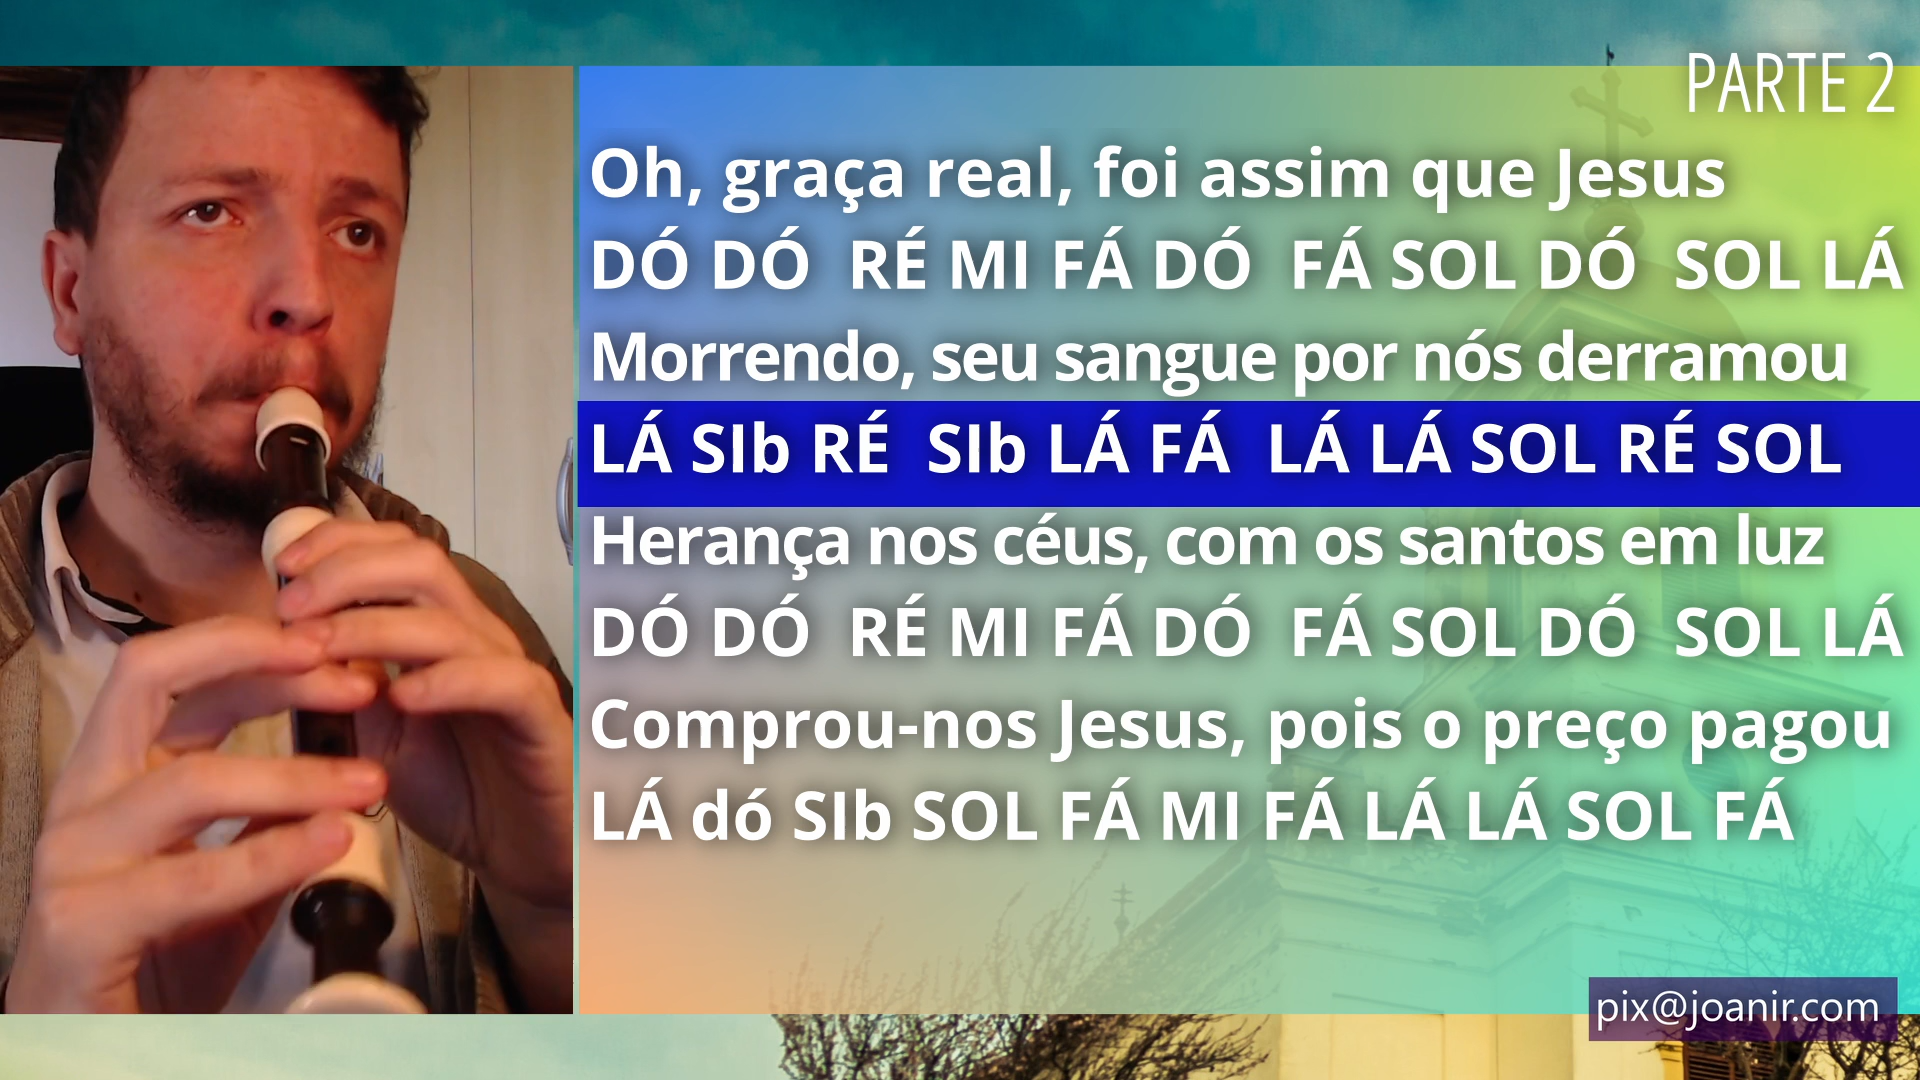 PARTE 2
Oh, graça real, foi assim que Jesus
DÓ DÓ RÉ MI FÁ DÓ FÁ SOL DÓ SOL LÁ
Morrendo, seu sangue por nós derramou
LÁ SIb RÉ SIb LÁ FÁ LÁ LÁ SOL RÉ SOL
Herança nos céus, com os santos em luz
DÓ DÓ RÉ MI FÁ DÓ FÁ SOL DÓ SOL LÁ
Comprou-nos Jesus, pois o preço pagou
LÁ dó SIb SOL FÁ MI FÁ LÁ LÁ SOL FÁ
pix@joanir.com